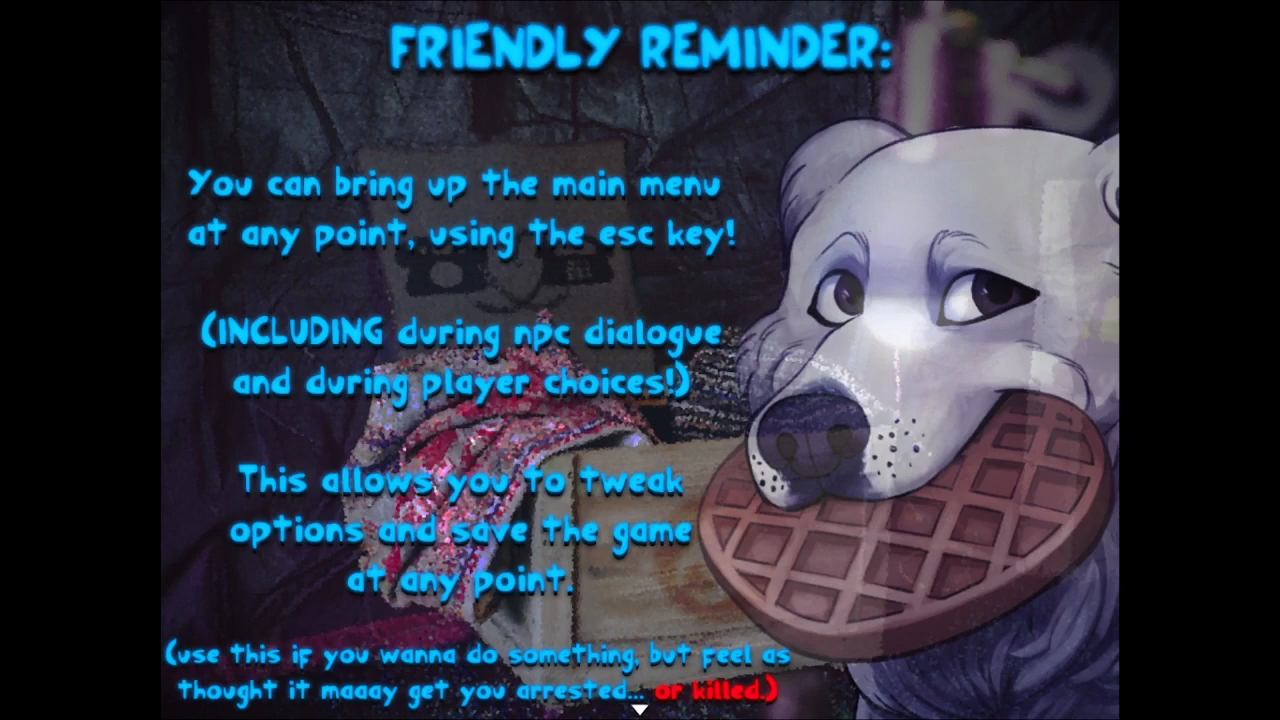 FRIENDLY REMINDER:
You can bring up the main menu
at any point, using the esc key!
(INCLUDING during npc dialogue
and during player choices!)
This allows you to tweak
options and save the game
at any point.
(use this if you wanna do something, but feel as
thought it maaay get you arrested... or killed.)